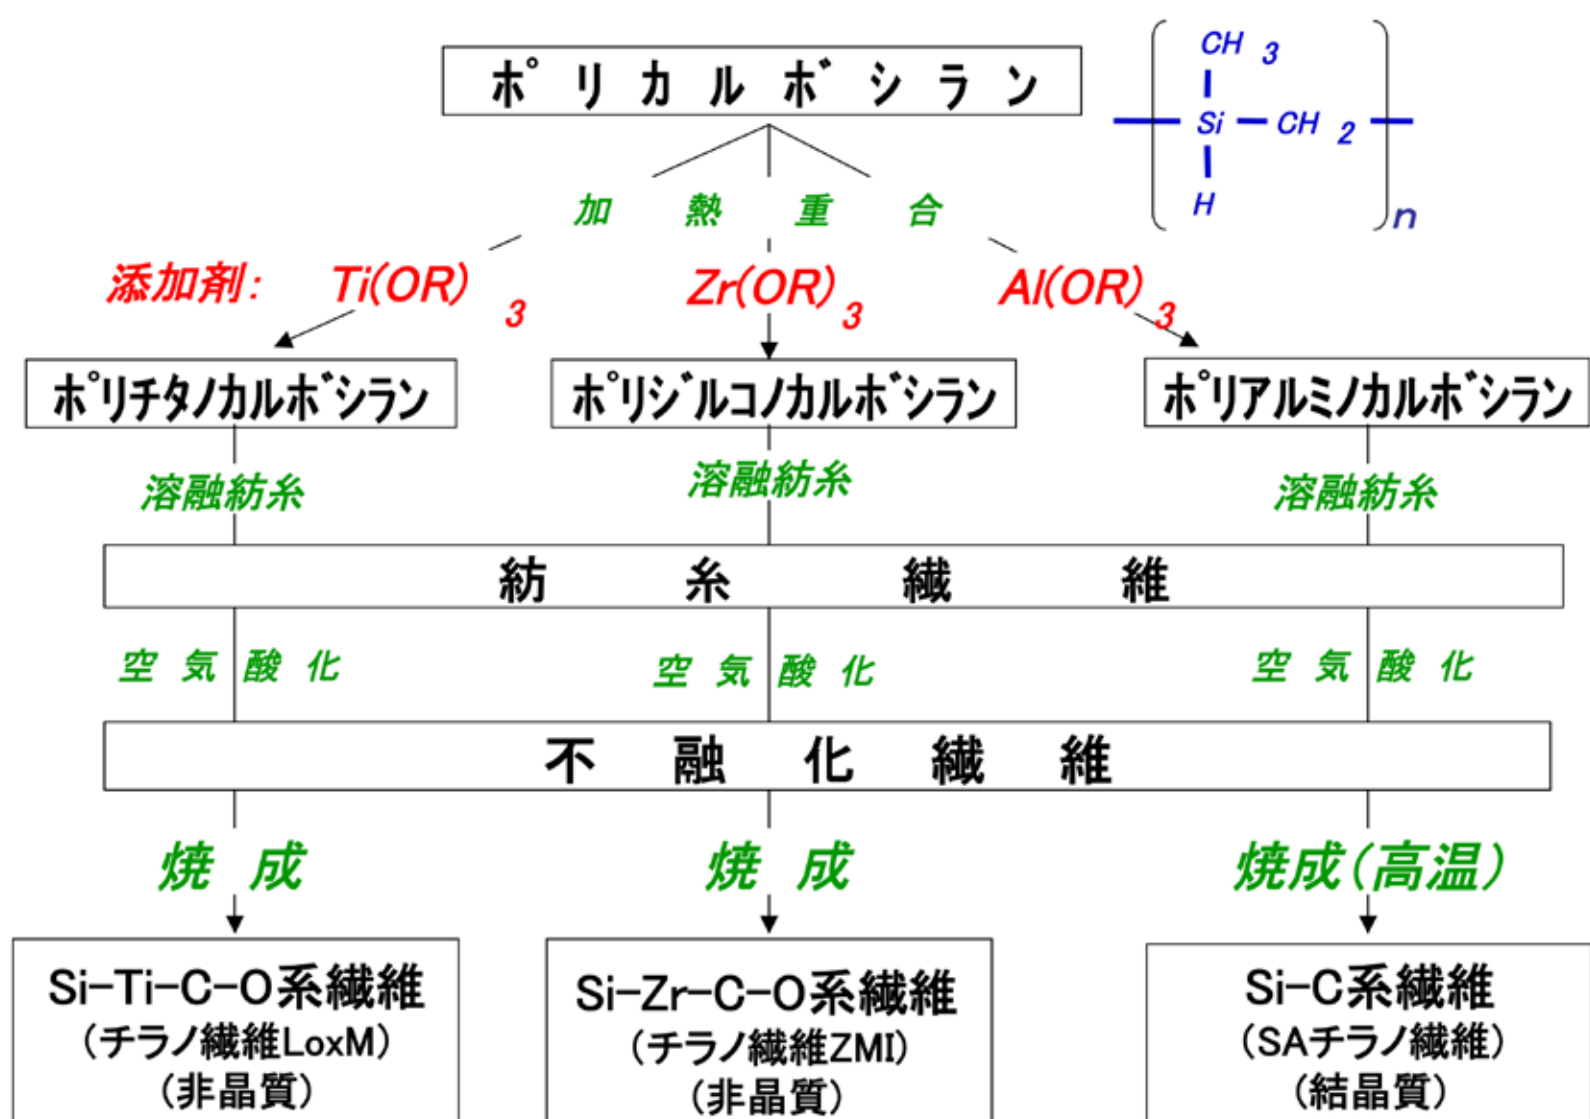 ポリカルボシラン
CH3
Si CH2
H
n
加熱重合
添加剤: Ti(OR)3 Zr(OR)3 Al(OR)3
ポリチタノカルボシラン ポリジルコノカルボシラン ポリアルミノカルボシラン
溶融紡糸 溶融紡糸 溶融紡糸
紡糸繊維
空気酸化 空気酸化 空気酸化
不融化繊維
焼成 焼成 焼成(高温)
Si-Ti-C-O系繊維
(チラノ繊維LoxM)
(非晶質)
Si-Zr-C-O系繊維
(チラノ繊維ZMI)
(非晶質)
Si-C系繊維
(SAチラノ繊維)
(結晶質)